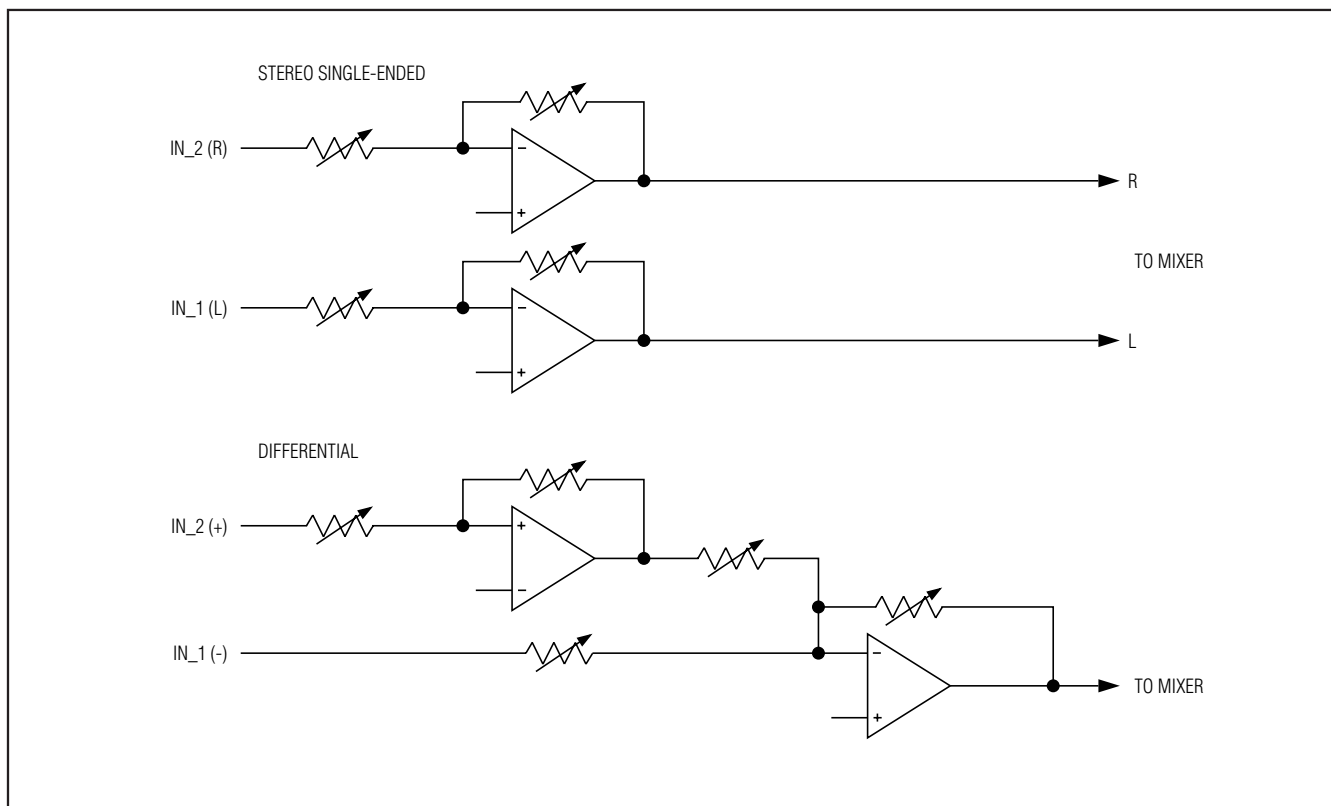 STEREO SINGLE-ENDED
IN_2 (R)
−
+
R
TO MIXER
IN_1 (L)
−
+
L
DIFFERENTIAL
IN_2 (+)
+
−
IN_1 (-)
−
+
TO MIXER